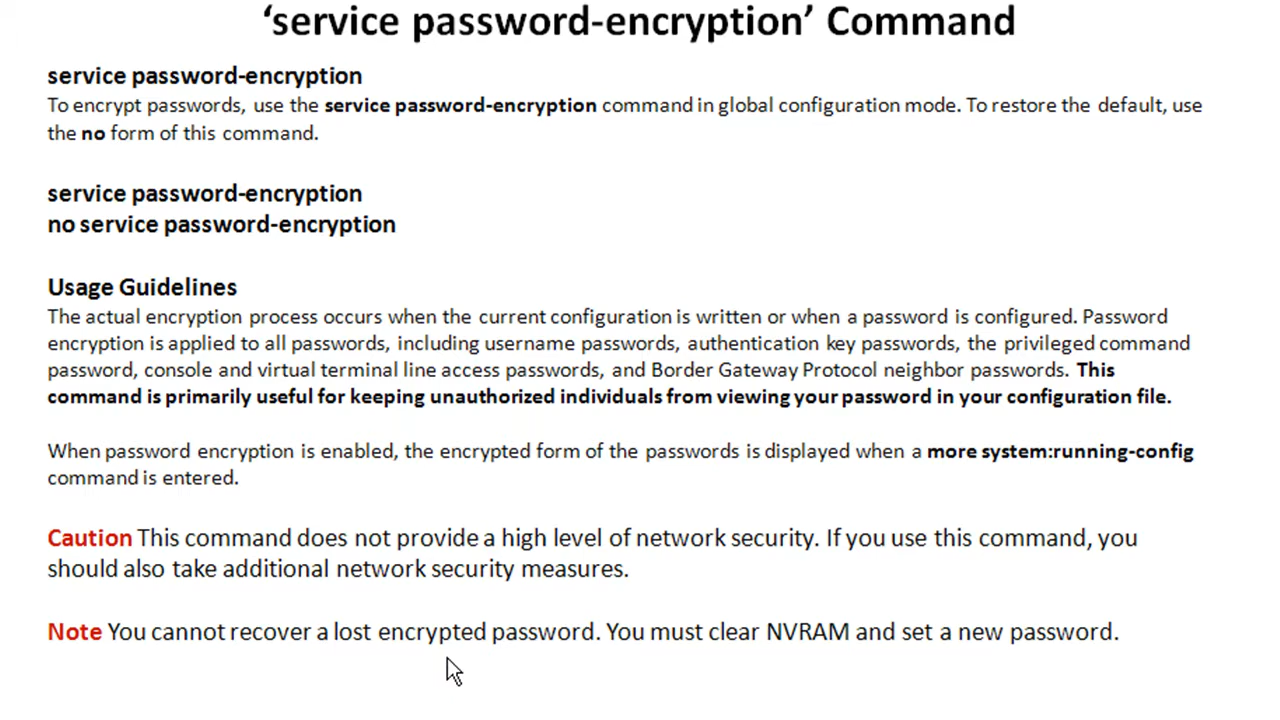 ‘service password-encryption’ Command
service password-encryption
To encrypt passwords, use the service password-encryption command in global configuration mode. To restore the default, use
the no form of this command.
service password-encryption
no service password-encryption
Usage Guidelines
The actual encryption process occurs when the current configuration is written or when a password is configured. Password
encryption is applied to all passwords, including username passwords, authentication key passwords, the privileged command
password, console and virtual terminal line access passwords, and Border Gateway Protocol neighbor passwords. This
command is primarily useful for keeping unauthorized individuals from viewing your password in your configuration file.
When password encryption is enabled, the encrypted form of the passwords is displayed when a more system:running-config
command is entered.
Caution This command does not provide a high level of network security. If you use this command, you
should also take additional network security measures.
Note You cannot recover a lost encrypted password. You must clear NVRAM and set a new password.